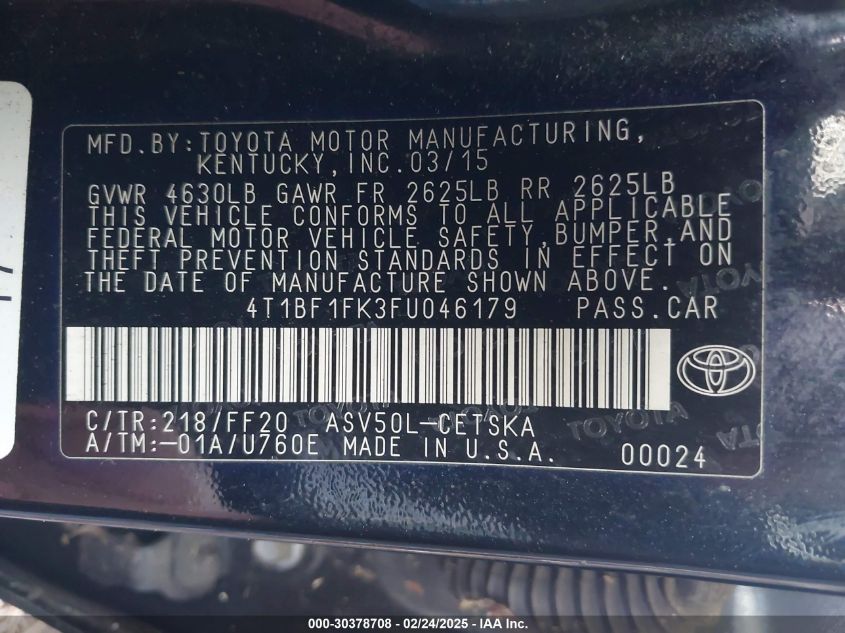 MFD. BY: TOYOTA MOTOR MANUFACTURING,
KENTUCKY, INC. 03/15
GVWR 4630LB GAWR FR 2625LB RR 2625LB
THIS VEHICLE CONFORMS TO ALL APPLICABLE
FEDERAL MOTOR VEHICLE SAFETY, BUMPER, AND
THEFT PREVENTION STANDARDS IN EFFECT ON
THE DATE OF MANUFACTURE SHOWN ABOVE.
4T1BF1FK3FU046179 PASS. CAR
C/TR: 218/FF20 ASV50L-CETSKA
A/TM:-01A/U760E MADE IN U.S.A. 00024
000-30378708 - 02/24/2025 - IAA Inc.